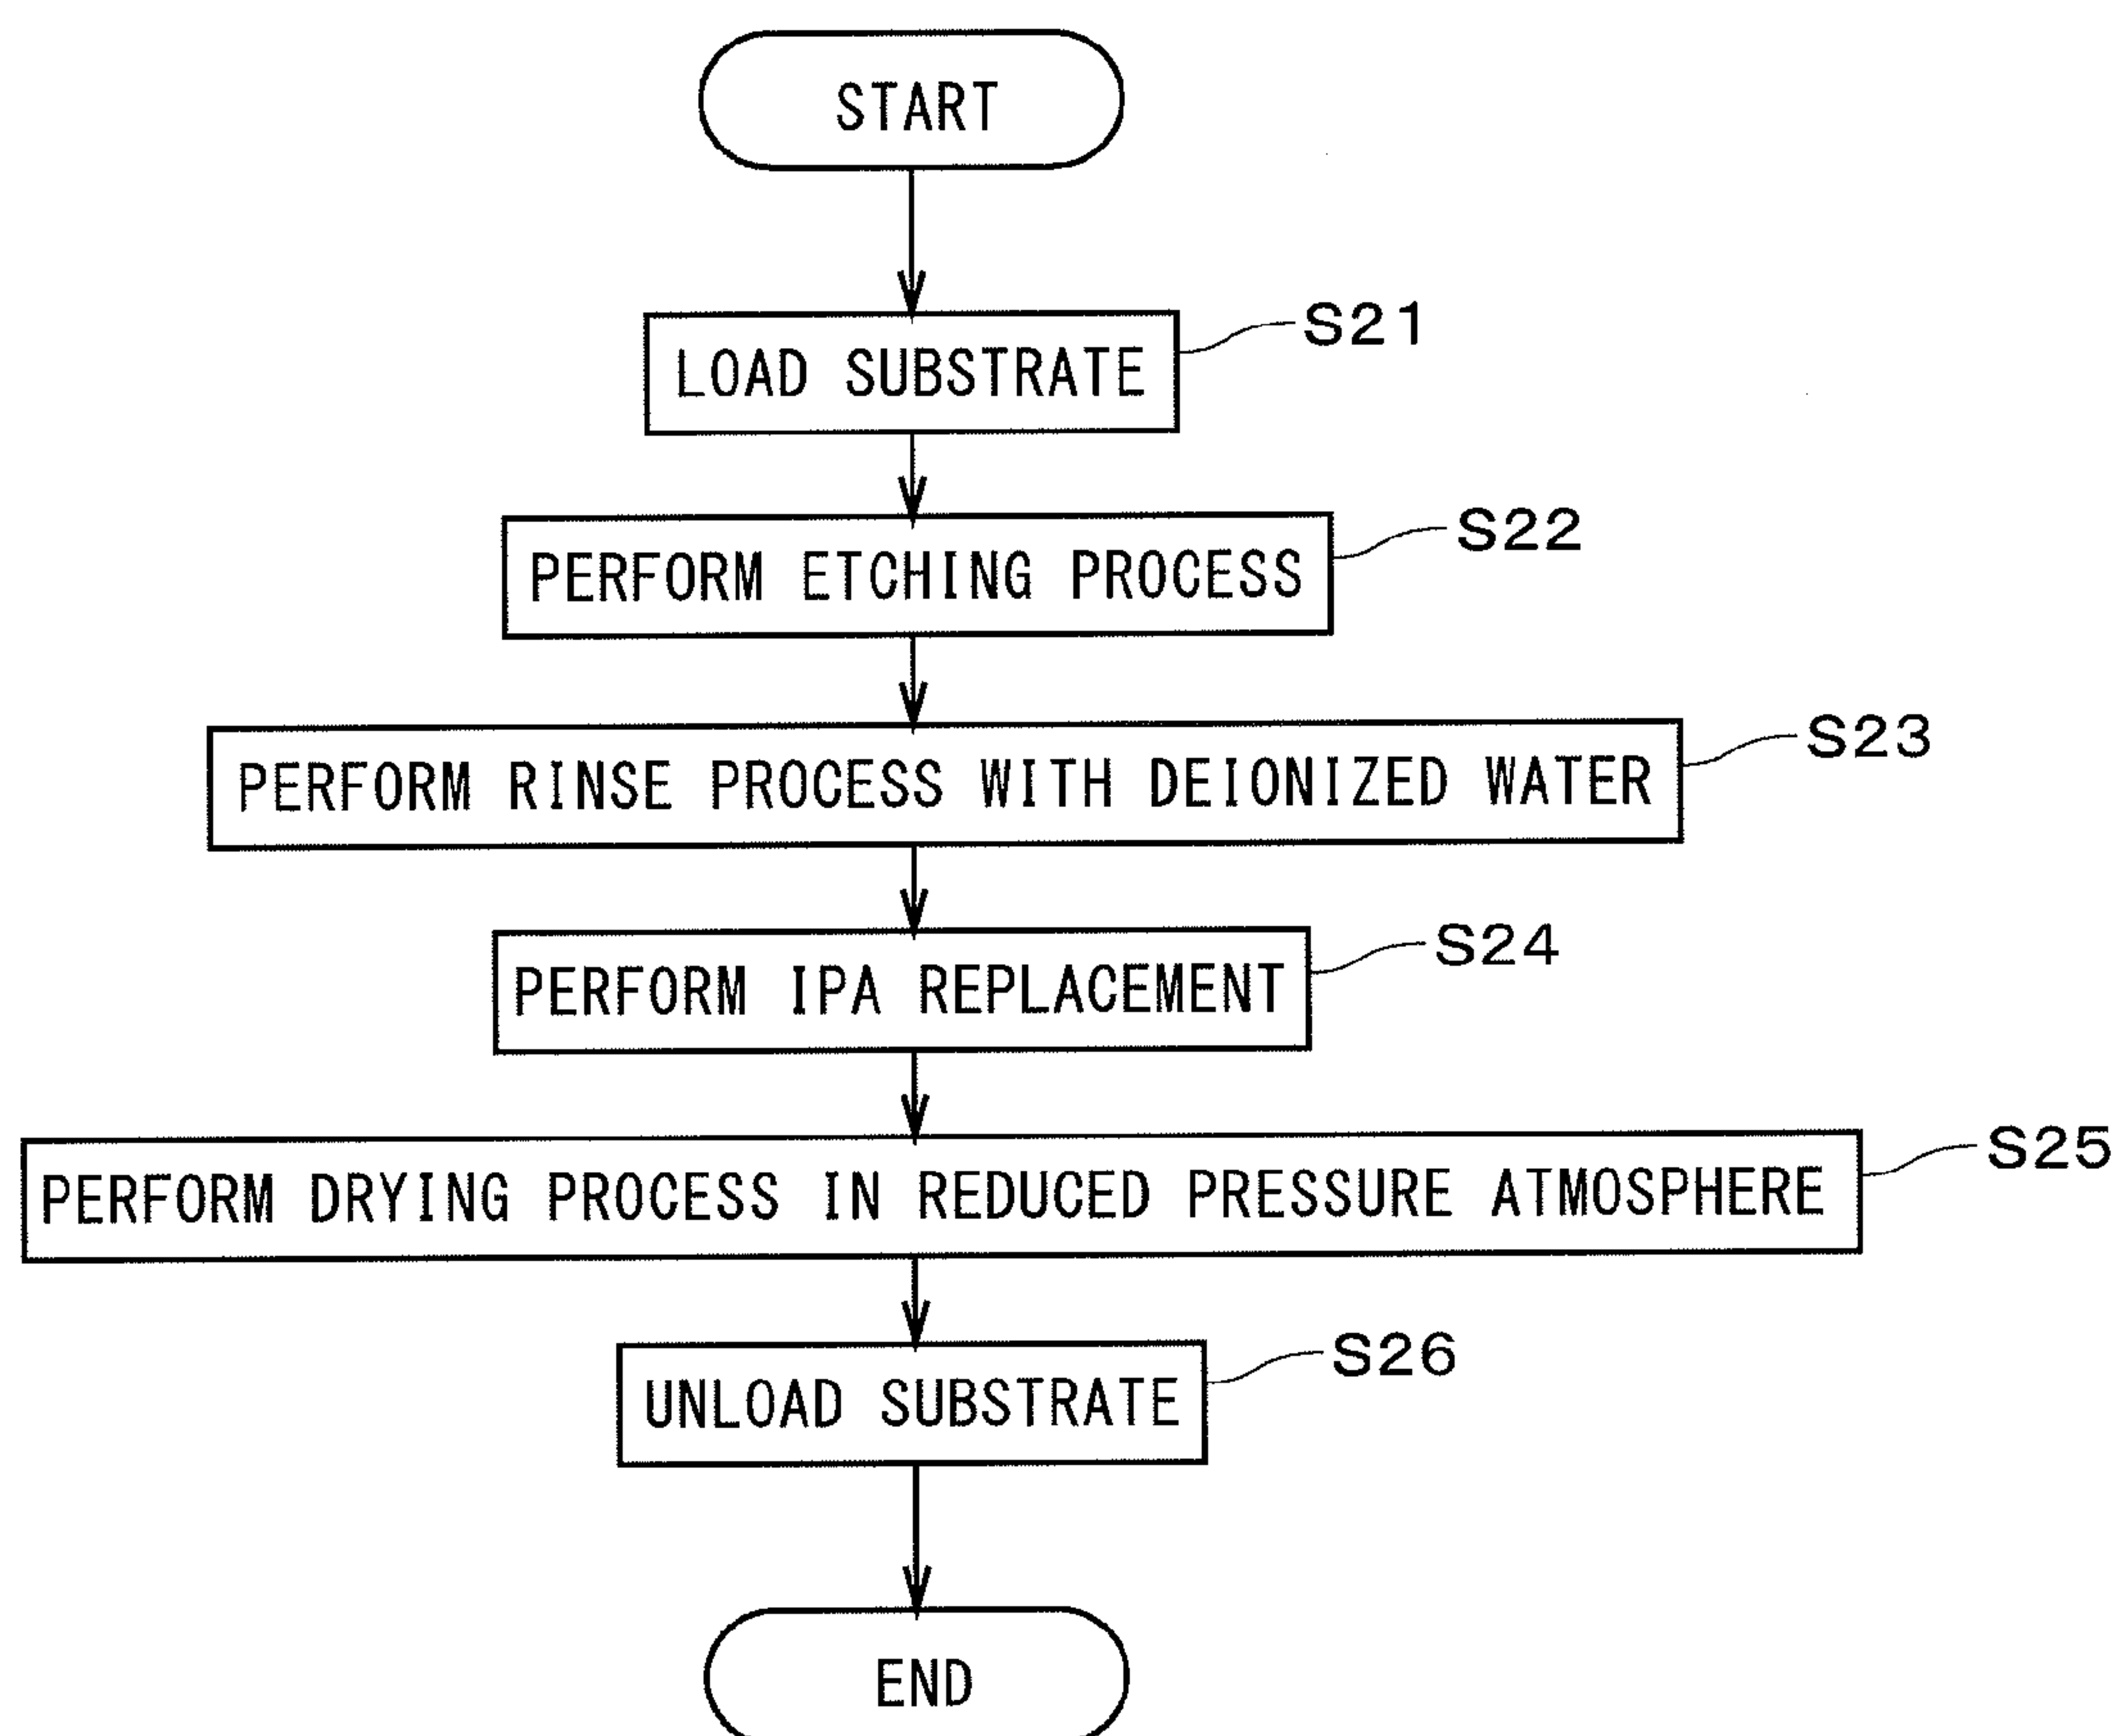 START
LOAD SUBSTRATE
S21
PERFORM ETCHING PROCESS
S22
PERFORM RINSE PROCESS WITH DEIONIZED WATER
S23
PERFORM IPA REPLACEMENT
S24
PERFORM DRYING PROCESS IN REDUCED PRESSURE ATMOSPHERE
S25
UNLOAD SUBSTRATE
S26
END